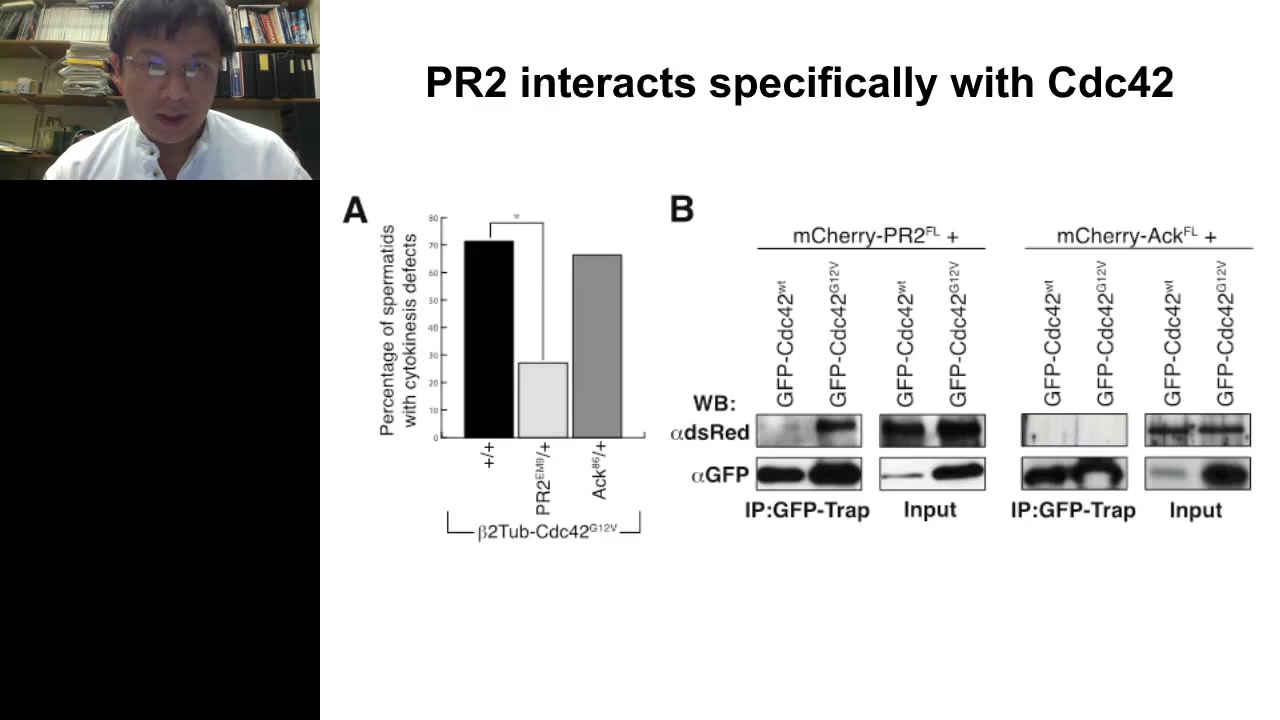 PR2 interacts specifically with Cdc42
A
Percentage of spermatids
with cytokinesis defects
80
70
60
50
40
30
20
10
0
*
+/+
PR2ᴱᴹ⁹/+
Ack⁸⁶/+
β2Tub-Cdc42ᴳ¹²ⱽ
B
mCherry-PR2ᶠᴸ +
mCherry-Ackᶠᴸ +
GFP-Cdc42ʷᵗ
GFP-Cdc42ᴳ¹²ⱽ
GFP-Cdc42ʷᵗ
GFP-Cdc42ᴳ¹²ⱽ
GFP-Cdc42ʷᵗ
GFP-Cdc42ᴳ¹²ⱽ
GFP-Cdc42ʷᵗ
GFP-Cdc42ᴳ¹²ⱽ
WB:
αdsRed
αGFP
IP:GFP-Trap
Input
IP:GFP-Trap
Input